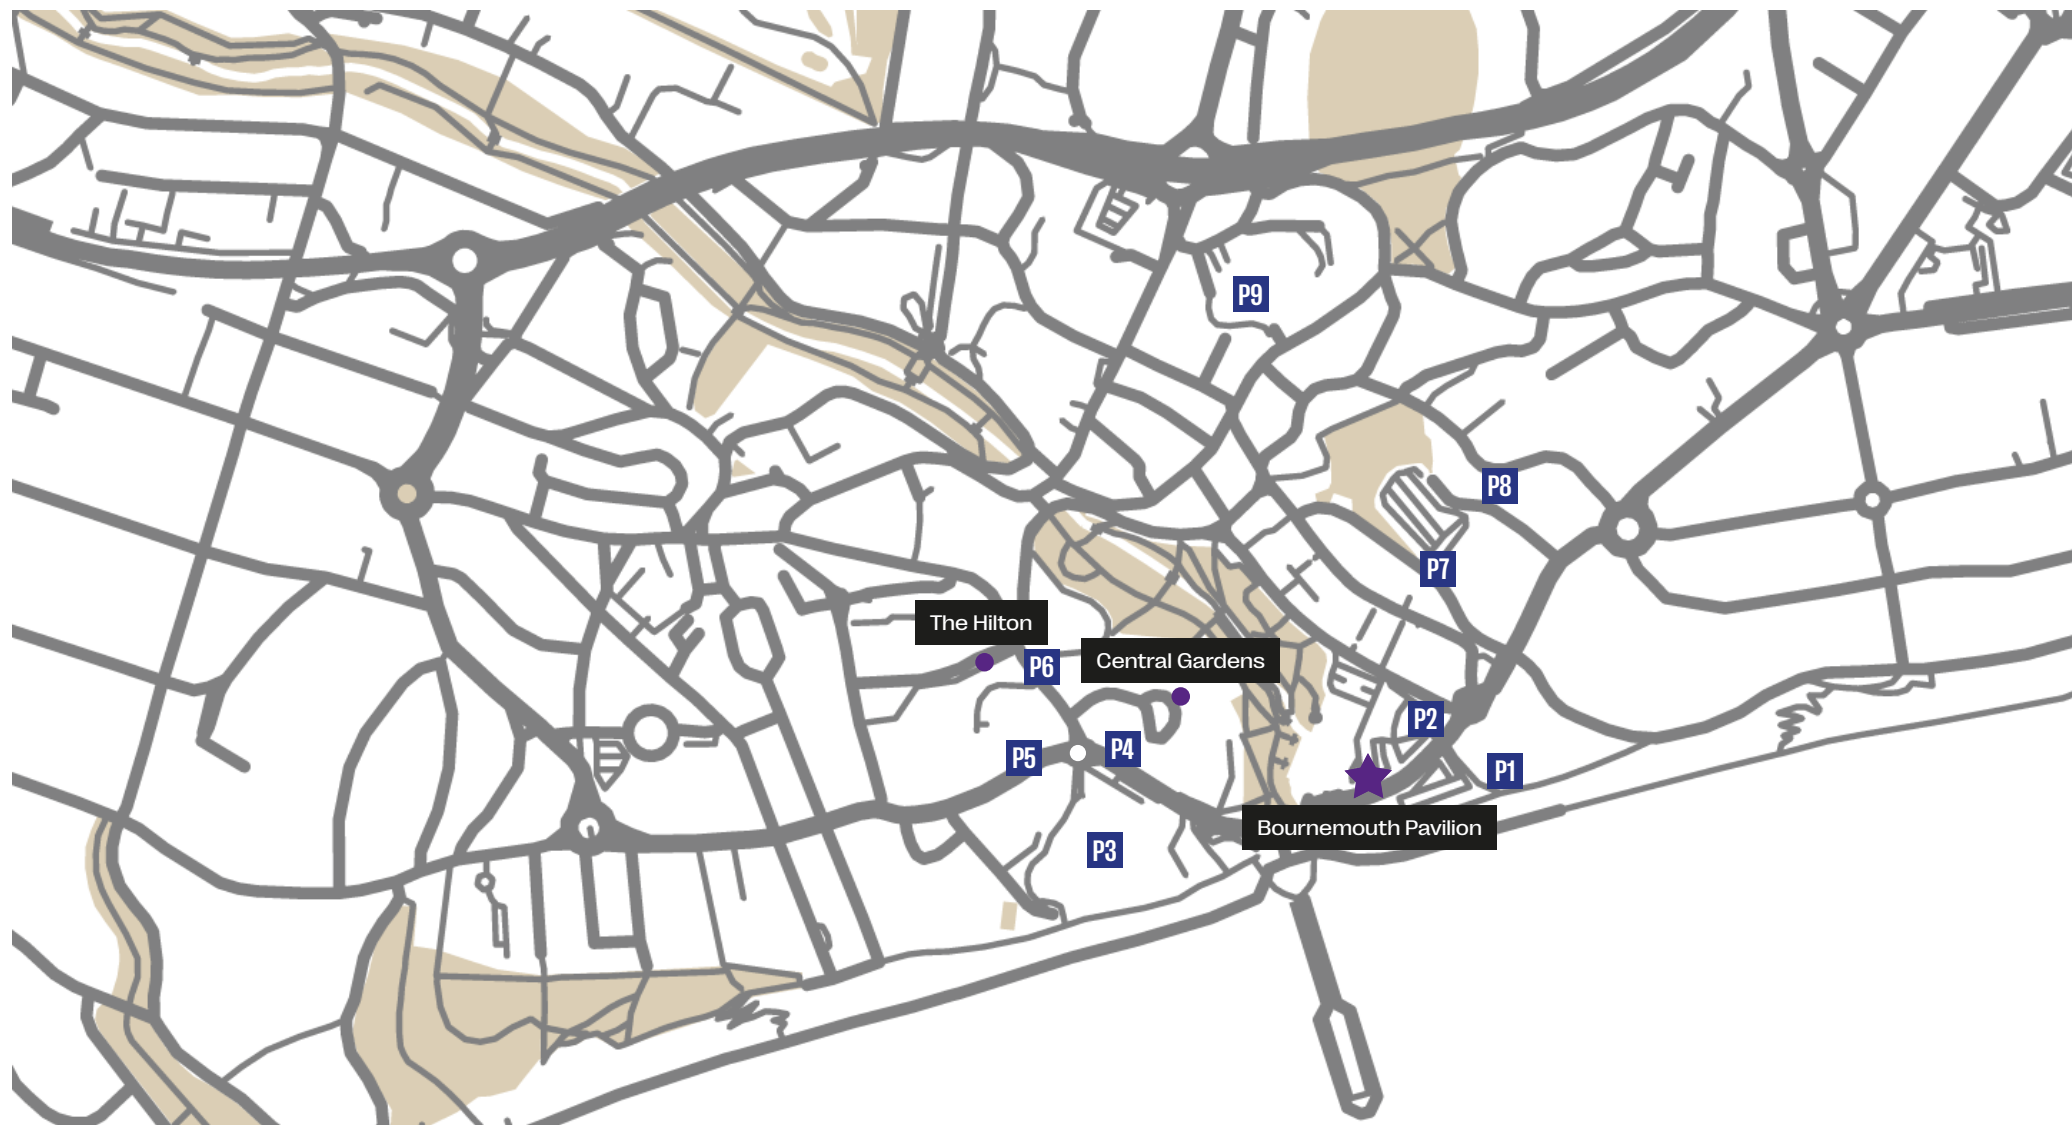 P9
P8
P7
The Hilton
Central Gardens
P6
P2
P5
P4
P1
Bournemouth Pavilion
P3